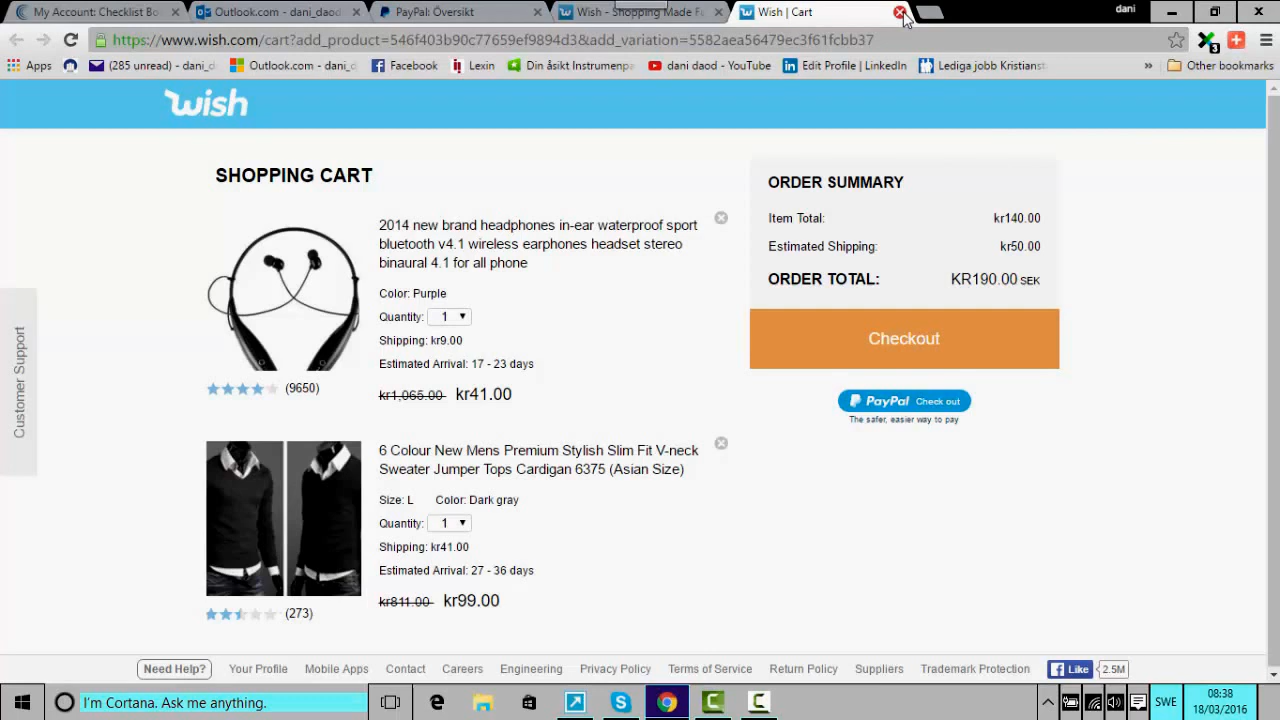 My Account: Checklist Bo
Outlook.com - dani_daod
PayPal: Översikt
Wish - Shopping Made Fu
Wish | Cart
dani
https://www.wish.com/cart?add_product=546f403b90c77659ef9894d3&add_variation=5582aea56479ec3f61fcbb37
3
Apps
(285 unread) - dani_d
Outlook.com - dani_d
Facebook
Lexin
Din åsikt Instrumenpa
dani daod - YouTube
Edit Profile | LinkedIn
Lediga jobb Kristianst
»
Other bookmarks
wish
SHOPPING CART
2014 new brand headphones in-ear waterproof sport
bluetooth v4.1 wireless earphones headset stereo
binaural 4.1 for all phone
Color: Purple
Quantity: 1
Shipping: kr9.00
Estimated Arrival: 17 - 23 days
kr1,065.00 kr41.00
(9650)
6 Colour New Mens Premium Stylish Slim Fit V-neck
Sweater Jumper Tops Cardigan 6375 (Asian Size)
Size: L Color: Dark gray
Quantity: 1
Shipping: kr41.00
Estimated Arrival: 27 - 36 days
kr811.00 kr99.00
(273)
ORDER SUMMARY
Item Total: kr140.00
Estimated Shipping: kr50.00
ORDER TOTAL: KR190.00 SEK
Checkout
PayPal Check out
The safer, easier way to pay
Customer Support
Need Help?
Your Profile
Mobile Apps
Contact
Careers
Engineering
Privacy Policy
Terms of Service
Return Policy
Suppliers
Trademark Protection
Like
2.5M
I'm Cortana. Ask me anything.
SWE
08:38
18/03/2016